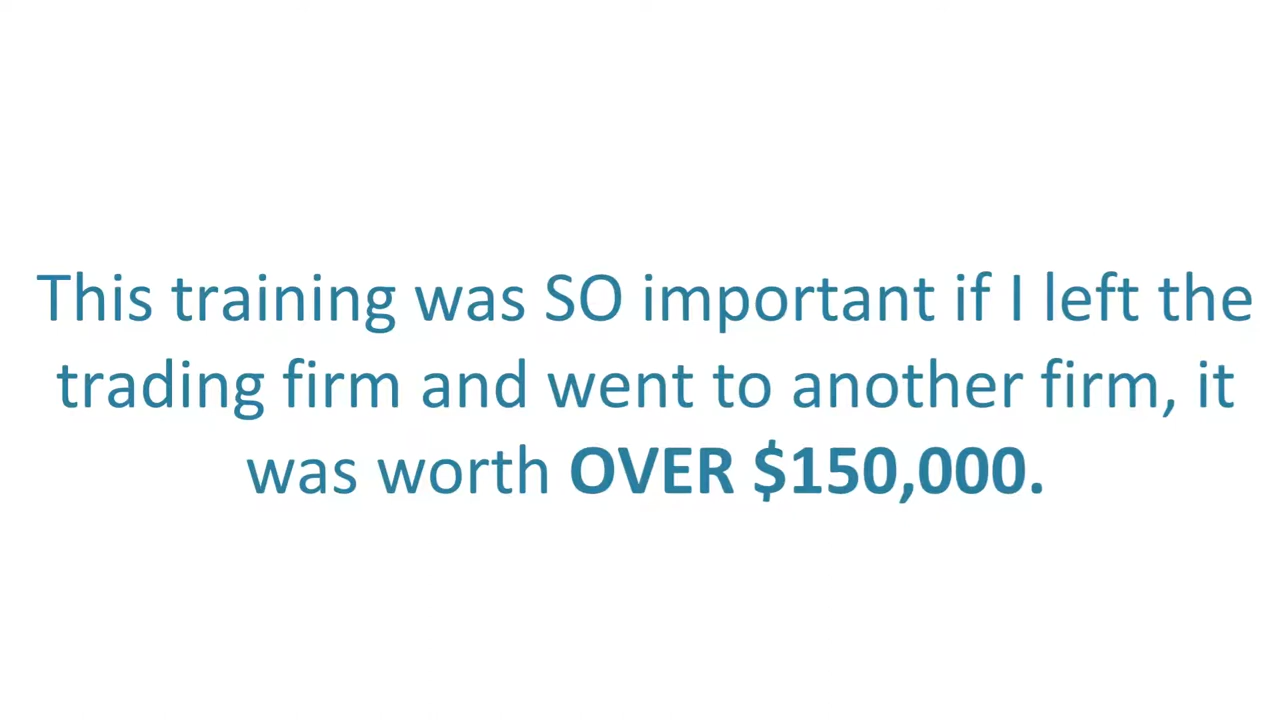 This training was SO important if I left the
trading firm and went to another firm, it
was worth OVER $150,000.